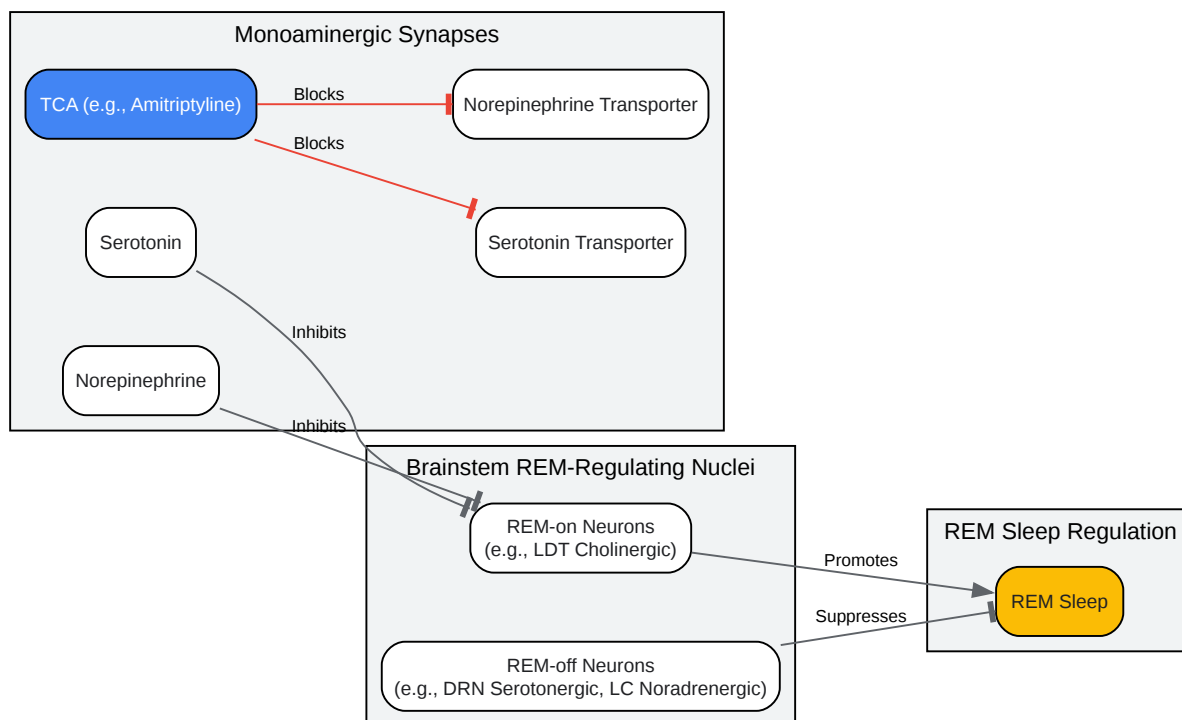 Monoaminergic Synapses
TCA (e.g., Amitriptyline)
Blocks
Norepinephrine Transporter
Blocks
Serotonin
Serotonin Transporter
Inhibits
Norepinephrine
Inhibits
Brainstem REM-Regulating Nuclei
REM-on Neurons
(e.g., LDT Cholinergic)
REM Sleep Regulation
Promotes
REM Sleep
Suppresses
REM-off Neurons
(e.g., DRN Serotonergic, LC Noradrenergic)